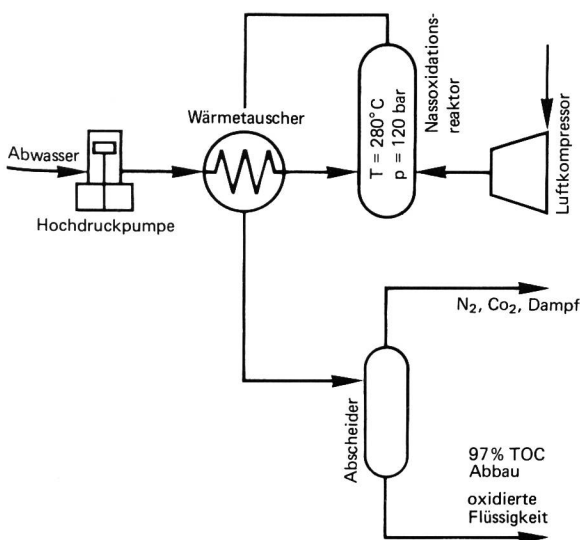 Wärmetauscher
Abwasser
Hochdruckpumpe
T = 280° C
p = 120 bar
Nassoxidations-
reaktor
Luftkompressor
N₂, Co₂, Dampf
Abscheider
97% TOC
Abbau
oxidierte
Flüssigkeit